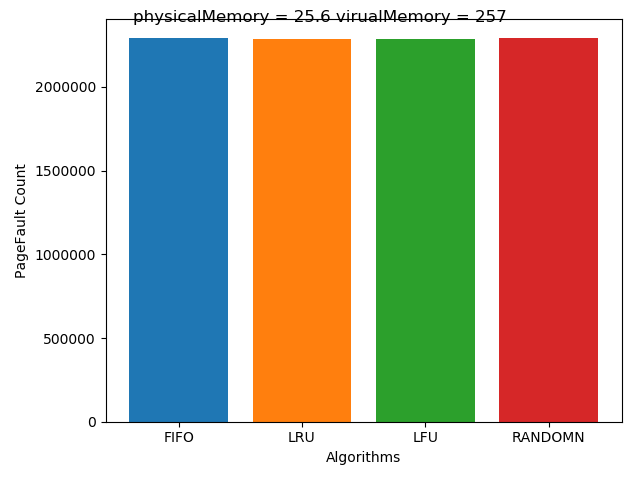 physicalMemory = 25.6 virualMemory = 257
2000000
1500000
1000000
500000
0
PageFault Count
FIFO LRU LFU RANDOMN
Algorithms